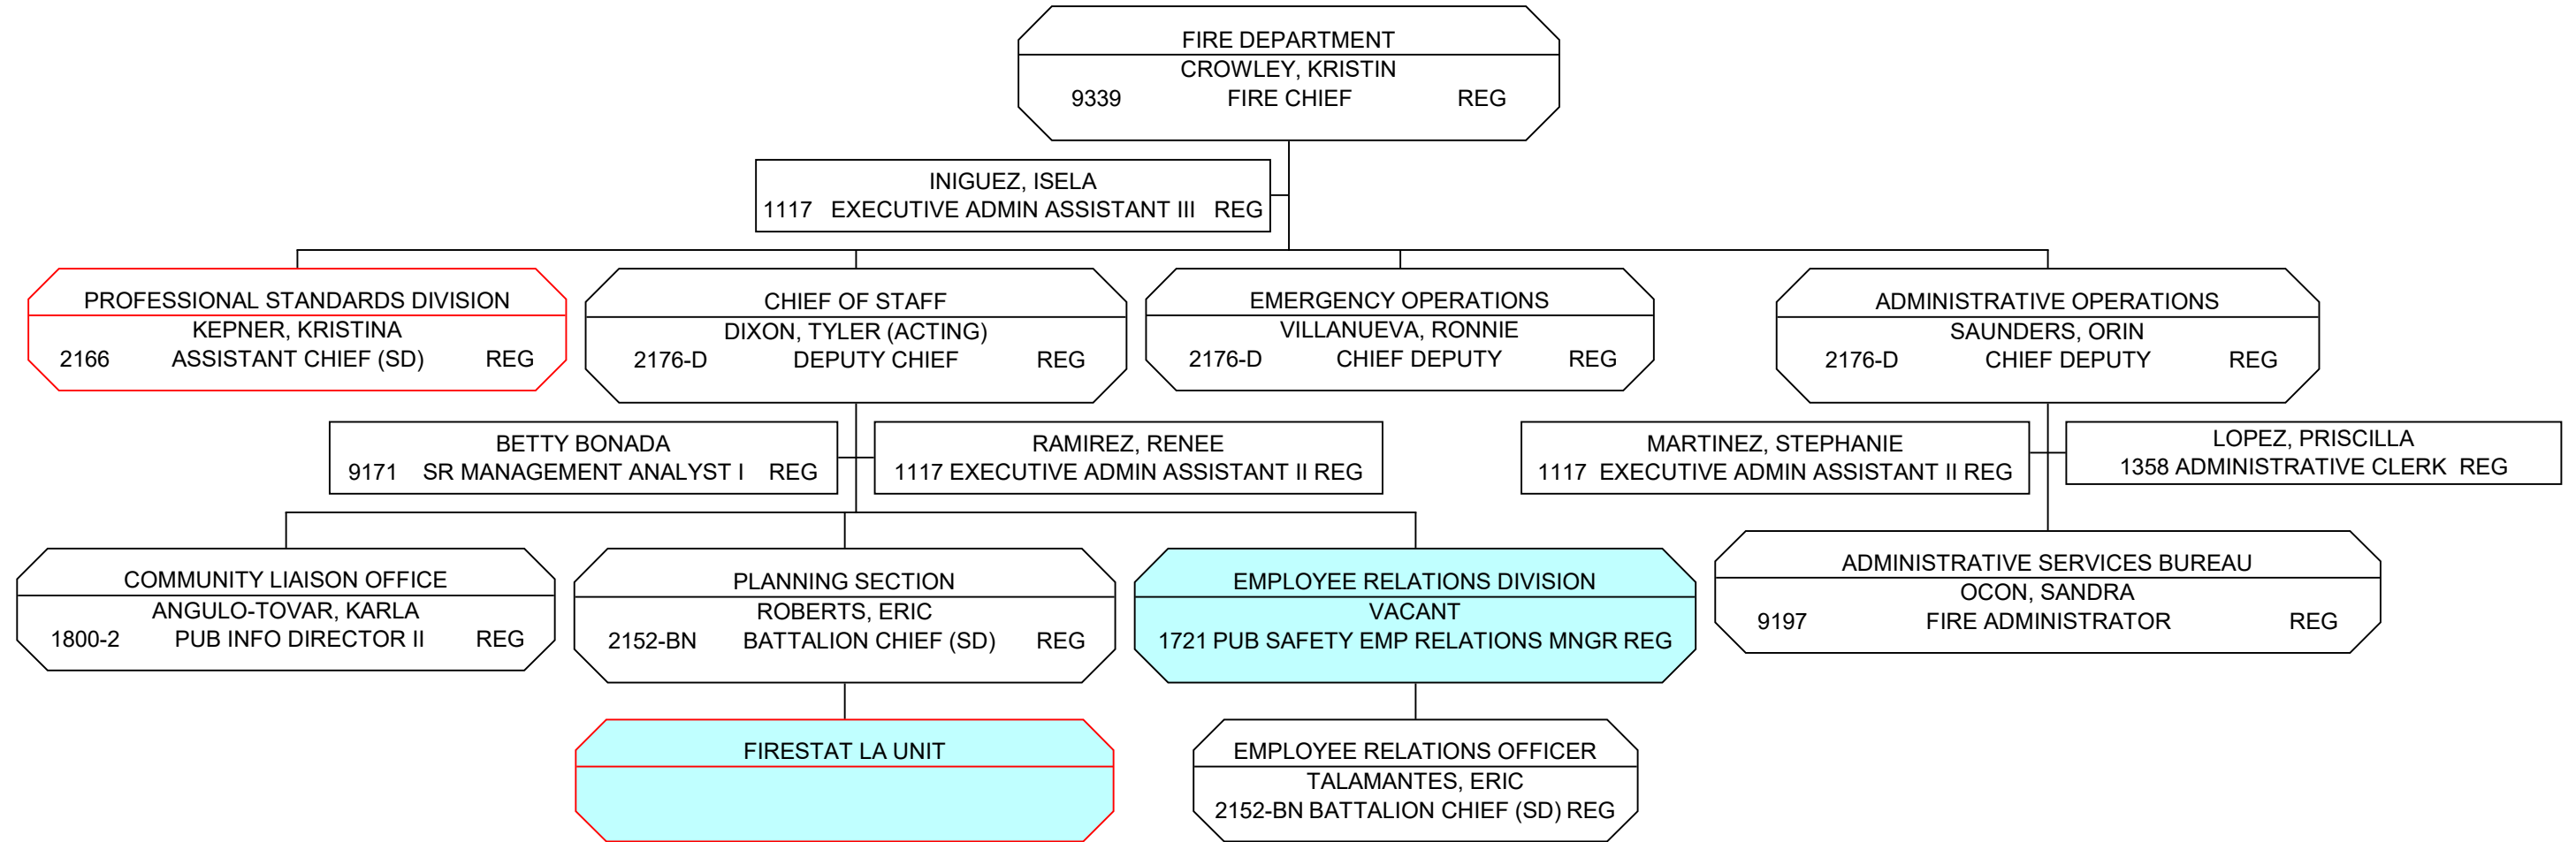 FIRE DEPARTMENT
CROWLEY, KRISTIN
9339 FIRE CHIEF REG
INIGUEZ, ISELA
1117 EXECUTIVE ADMIN ASSISTANT III REG
PROFESSIONAL STANDARDS DIVISION
KEPNER, KRISTINA
2166 ASSISTANT CHIEF (SD) REG
CHIEF OF STAFF
DIXON, TYLER (ACTING)
2176-D DEPUTY CHIEF REG
EMERGENCY OPERATIONS
VILLANUEVA, RONNIE
2176-D CHIEF DEPUTY REG
ADMINISTRATIVE OPERATIONS
SAUNDERS, ORIN
2176-D CHIEF DEPUTY REG
BETTY BONADA
9171 SR MANAGEMENT ANALYST I REG
RAMIREZ, RENEE
1117 EXECUTIVE ADMIN ASSISTANT II REG
MARTINEZ, STEPHANIE
1117 EXECUTIVE ADMIN ASSISTANT II REG
LOPEZ, PRISCILLA
1358 ADMINISTRATIVE CLERK REG
COMMUNITY LIAISON OFFICE
ANGULO-TOVAR, KARLA
1800-2 PUB INFO DIRECTOR II REG
PLANNING SECTION
ROBERTS, ERIC
2152-BN BATTALION CHIEF (SD) REG
EMPLOYEE RELATIONS DIVISION
VACANT
1721 PUB SAFETY EMP RELATIONS MNGR REG
ADMINISTRATIVE SERVICES BUREAU
OCON, SANDRA
9197 FIRE ADMINISTRATOR REG
FIRESTAT LA UNIT
EMPLOYEE RELATIONS OFFICER
TALAMANTES, ERIC
2152-BN BATTALION CHIEF (SD) REG